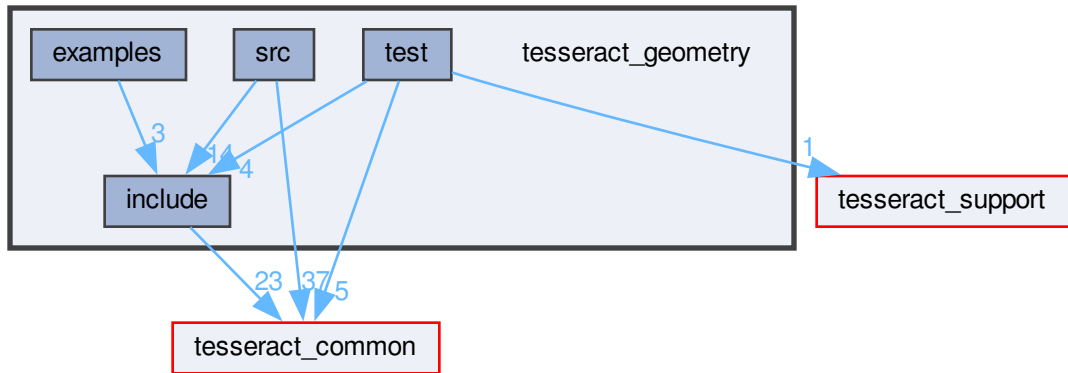 examples
src
test
tesseract_geometry
3
14
4
1
include
tesseract_support
23
37
5
tesseract_common